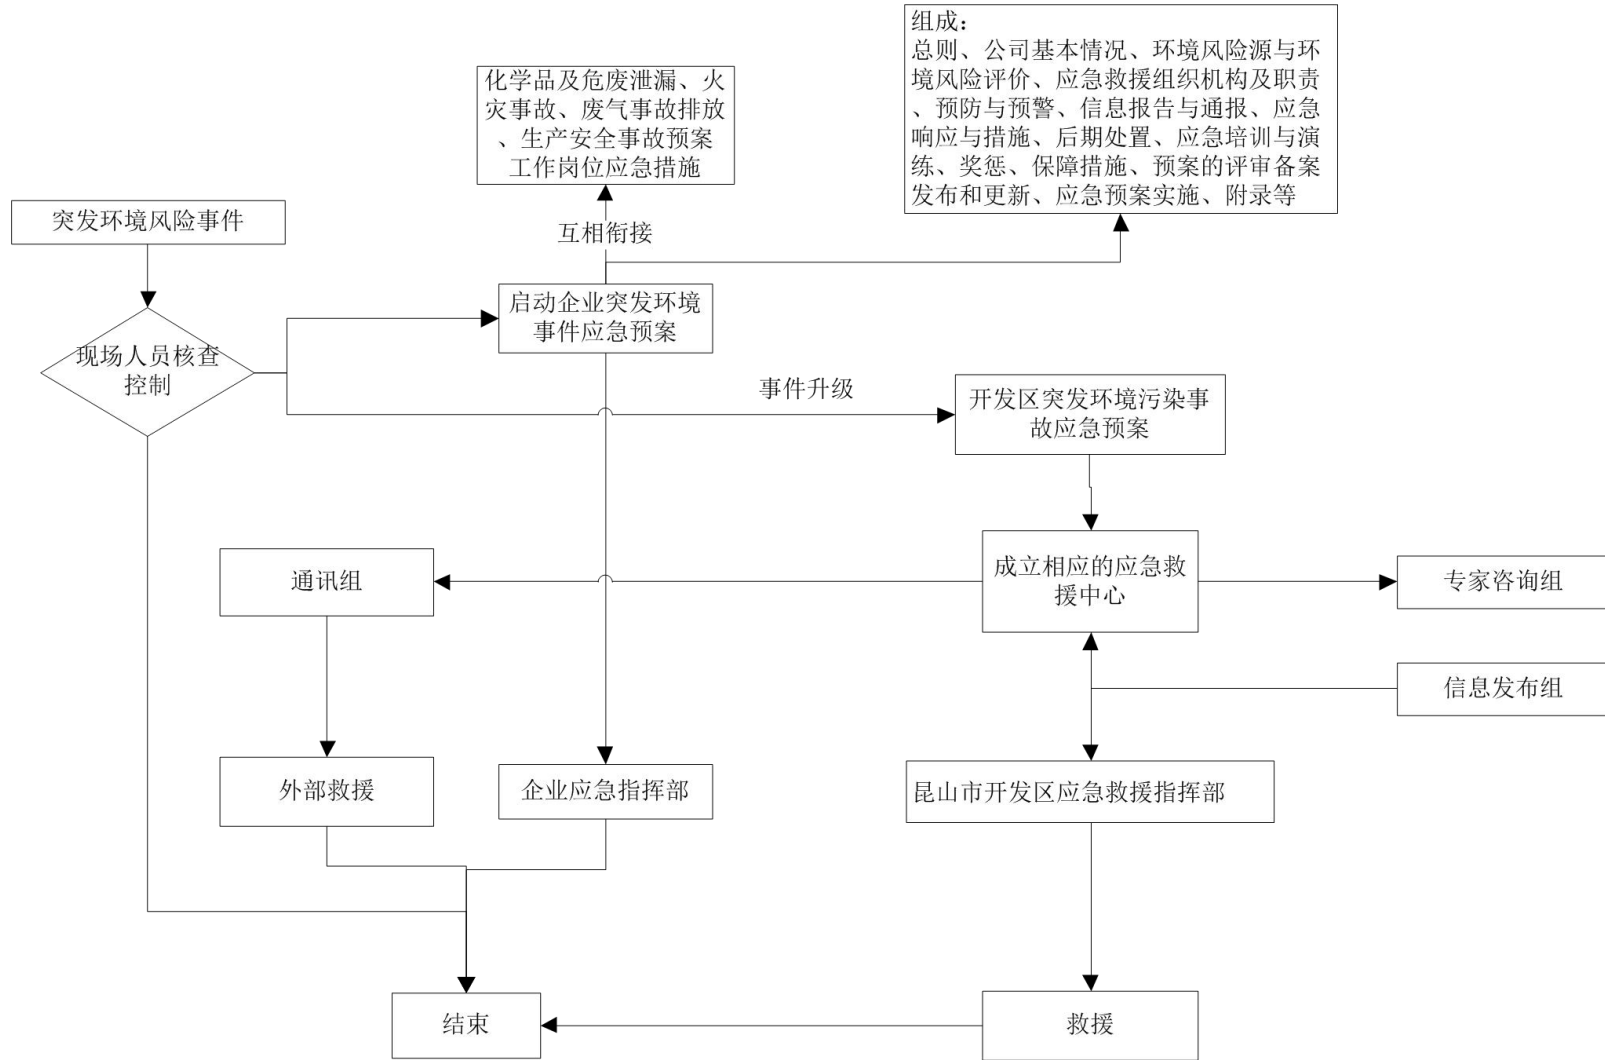 组成：
总则、公司基本情况、环境风险源与环
境风险评价、应急救援组织机构及职责
、预防与预警、信息报告与通报、应急
响应与措施、后期处置、应急培训与演
练、奖惩、保障措施、预案的评审备案
发布和更新、应急预案实施、附录等
化学品及危废泄漏、火
灾事故、废气事故排放
、生产安全事故预案
工作岗位应急措施
突发环境风险事件
互相衔接
启动企业突发环境
事件应急预案
现场人员核查
控制
事件升级
开发区突发环境污染事
故应急预案
通讯组
成立相应的应急救
援中心
专家咨询组
信息发布组
外部救援
企业应急指挥部
昆山市开发区应急救援指挥部
结束
救援